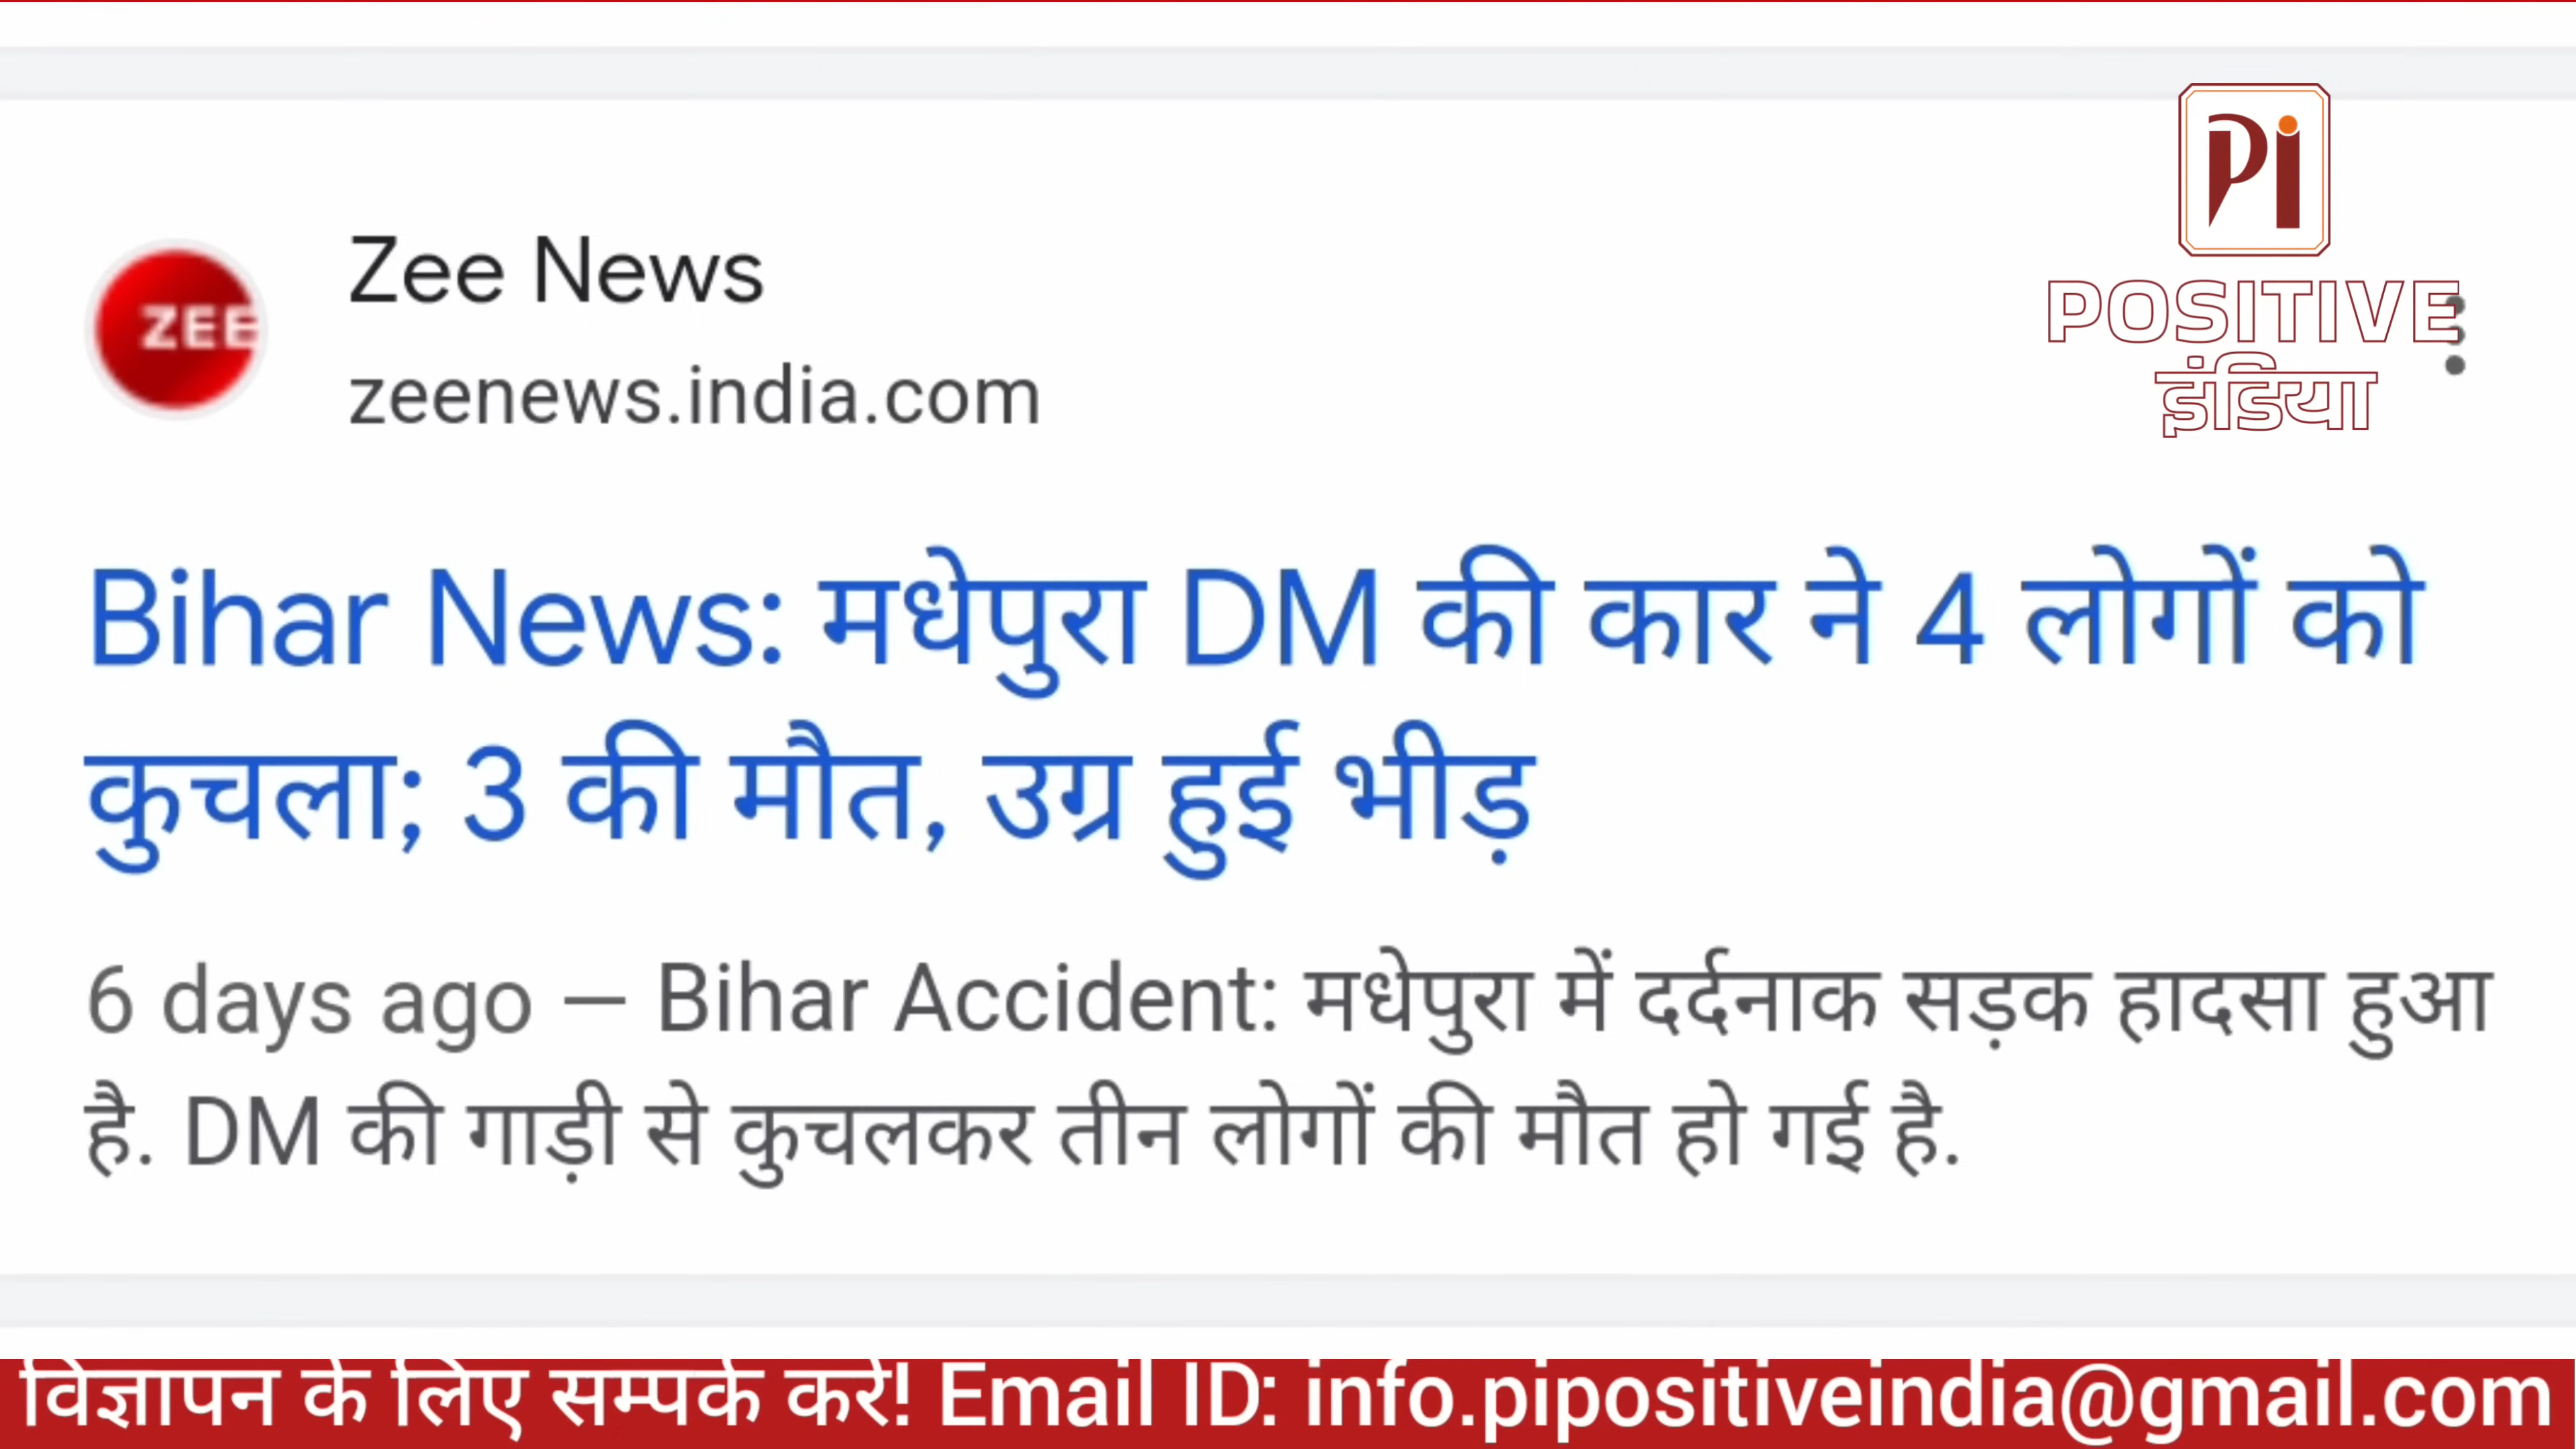 Pi
POSITIVE
इंडिया
ZEE
Zee News
zeenews.india.com
Bihar News: मधेपुरा DM की कार ने 4 लोगों को
कुचला; 3 की मौत, उग्र हुई भीड़
6 days ago — Bihar Accident: मधेपुरा में दर्दनाक सड़क हादसा हुआ
है. DM की गाड़ी से कुचलकर तीन लोगों की मौत हो गई है.
विज्ञापन के लिए सम्पर्क करें! Email ID: info.pipositiveindia@gmail.com